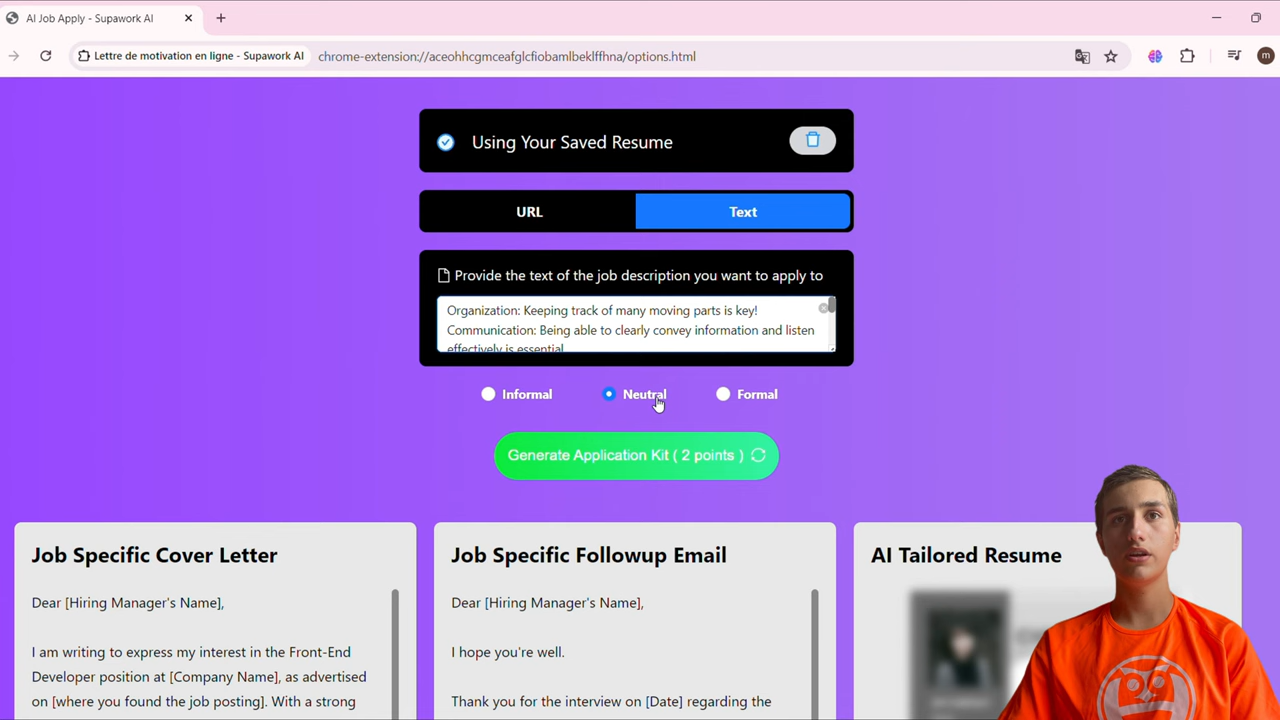 AI Job Apply - Supawork AI
Lettre de motivation en ligne - Supawork AI
chrome-extension://aceohhcgmceafglcfiobamlbeklffhna/options.html
m
Using Your Saved Resume
URL
Text
Provide the text of the job description you want to apply to
Organization: Keeping track of many moving parts is key!
Communication: Being able to clearly convey information and listen
effectively is essential
Informal
Neutral
Formal
Generate Application Kit ( 2 points )
Job Specific Cover Letter
Dear [Hiring Manager's Name],
I am writing to express my interest in the Front-End
Developer position at [Company Name], as advertised
on [where you found the job posting]. With a strong
Job Specific Followup Email
Dear [Hiring Manager's Name],
I hope you're well.
Thank you for the interview on [Date] regarding the
AI Tailored Resume